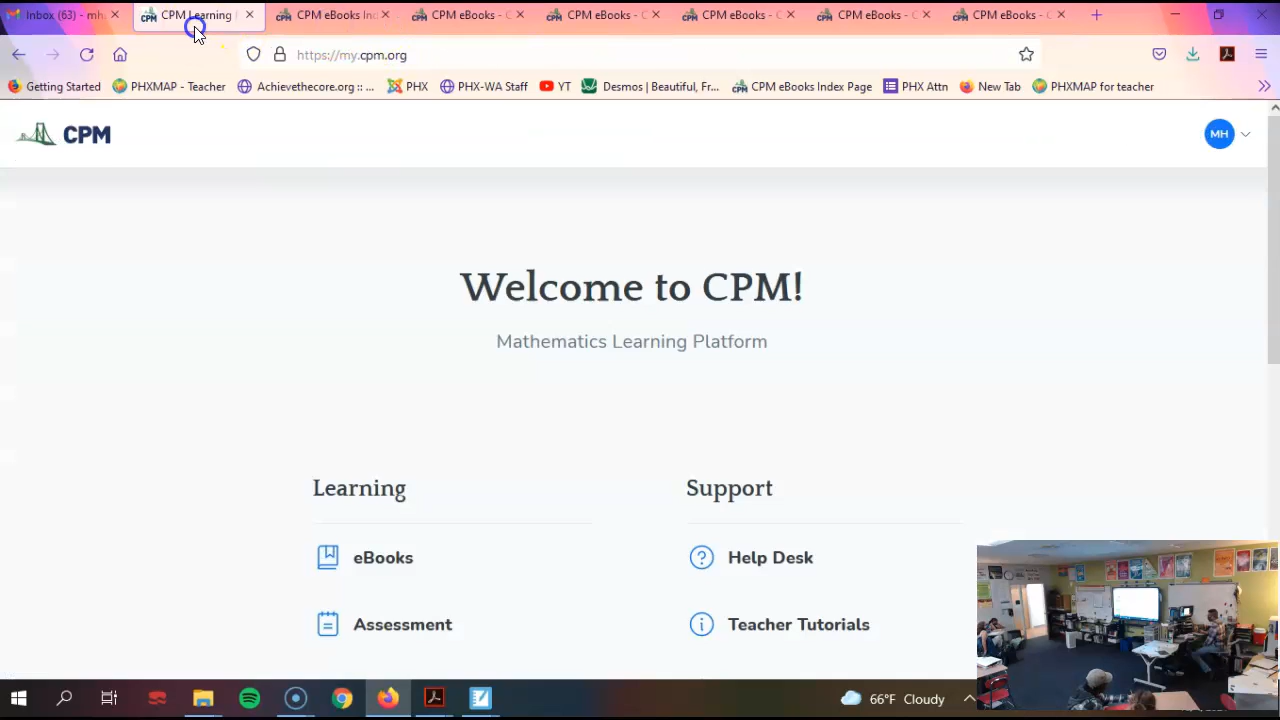 Inbox (63) - mh
CPM Learning
CPM eBooks Ind
CPM eBooks - C
CPM eBooks - C
CPM eBooks - C
CPM eBooks - C
CPM eBooks - C
https://my.cpm.org
Getting Started
PHXMAP - Teacher
Achievethecore.org :: ...
PHX
PHX-WA Staff
YT
Desmos | Beautiful, Fr...
CPM eBooks Index Page
PHX Attn
New Tab
PHXMAP for teacher
CPM
MH
Welcome to CPM!
Mathematics Learning Platform
Learning
Support
eBooks
Help Desk
Assessment
Teacher Tutorials
66°F Cloudy